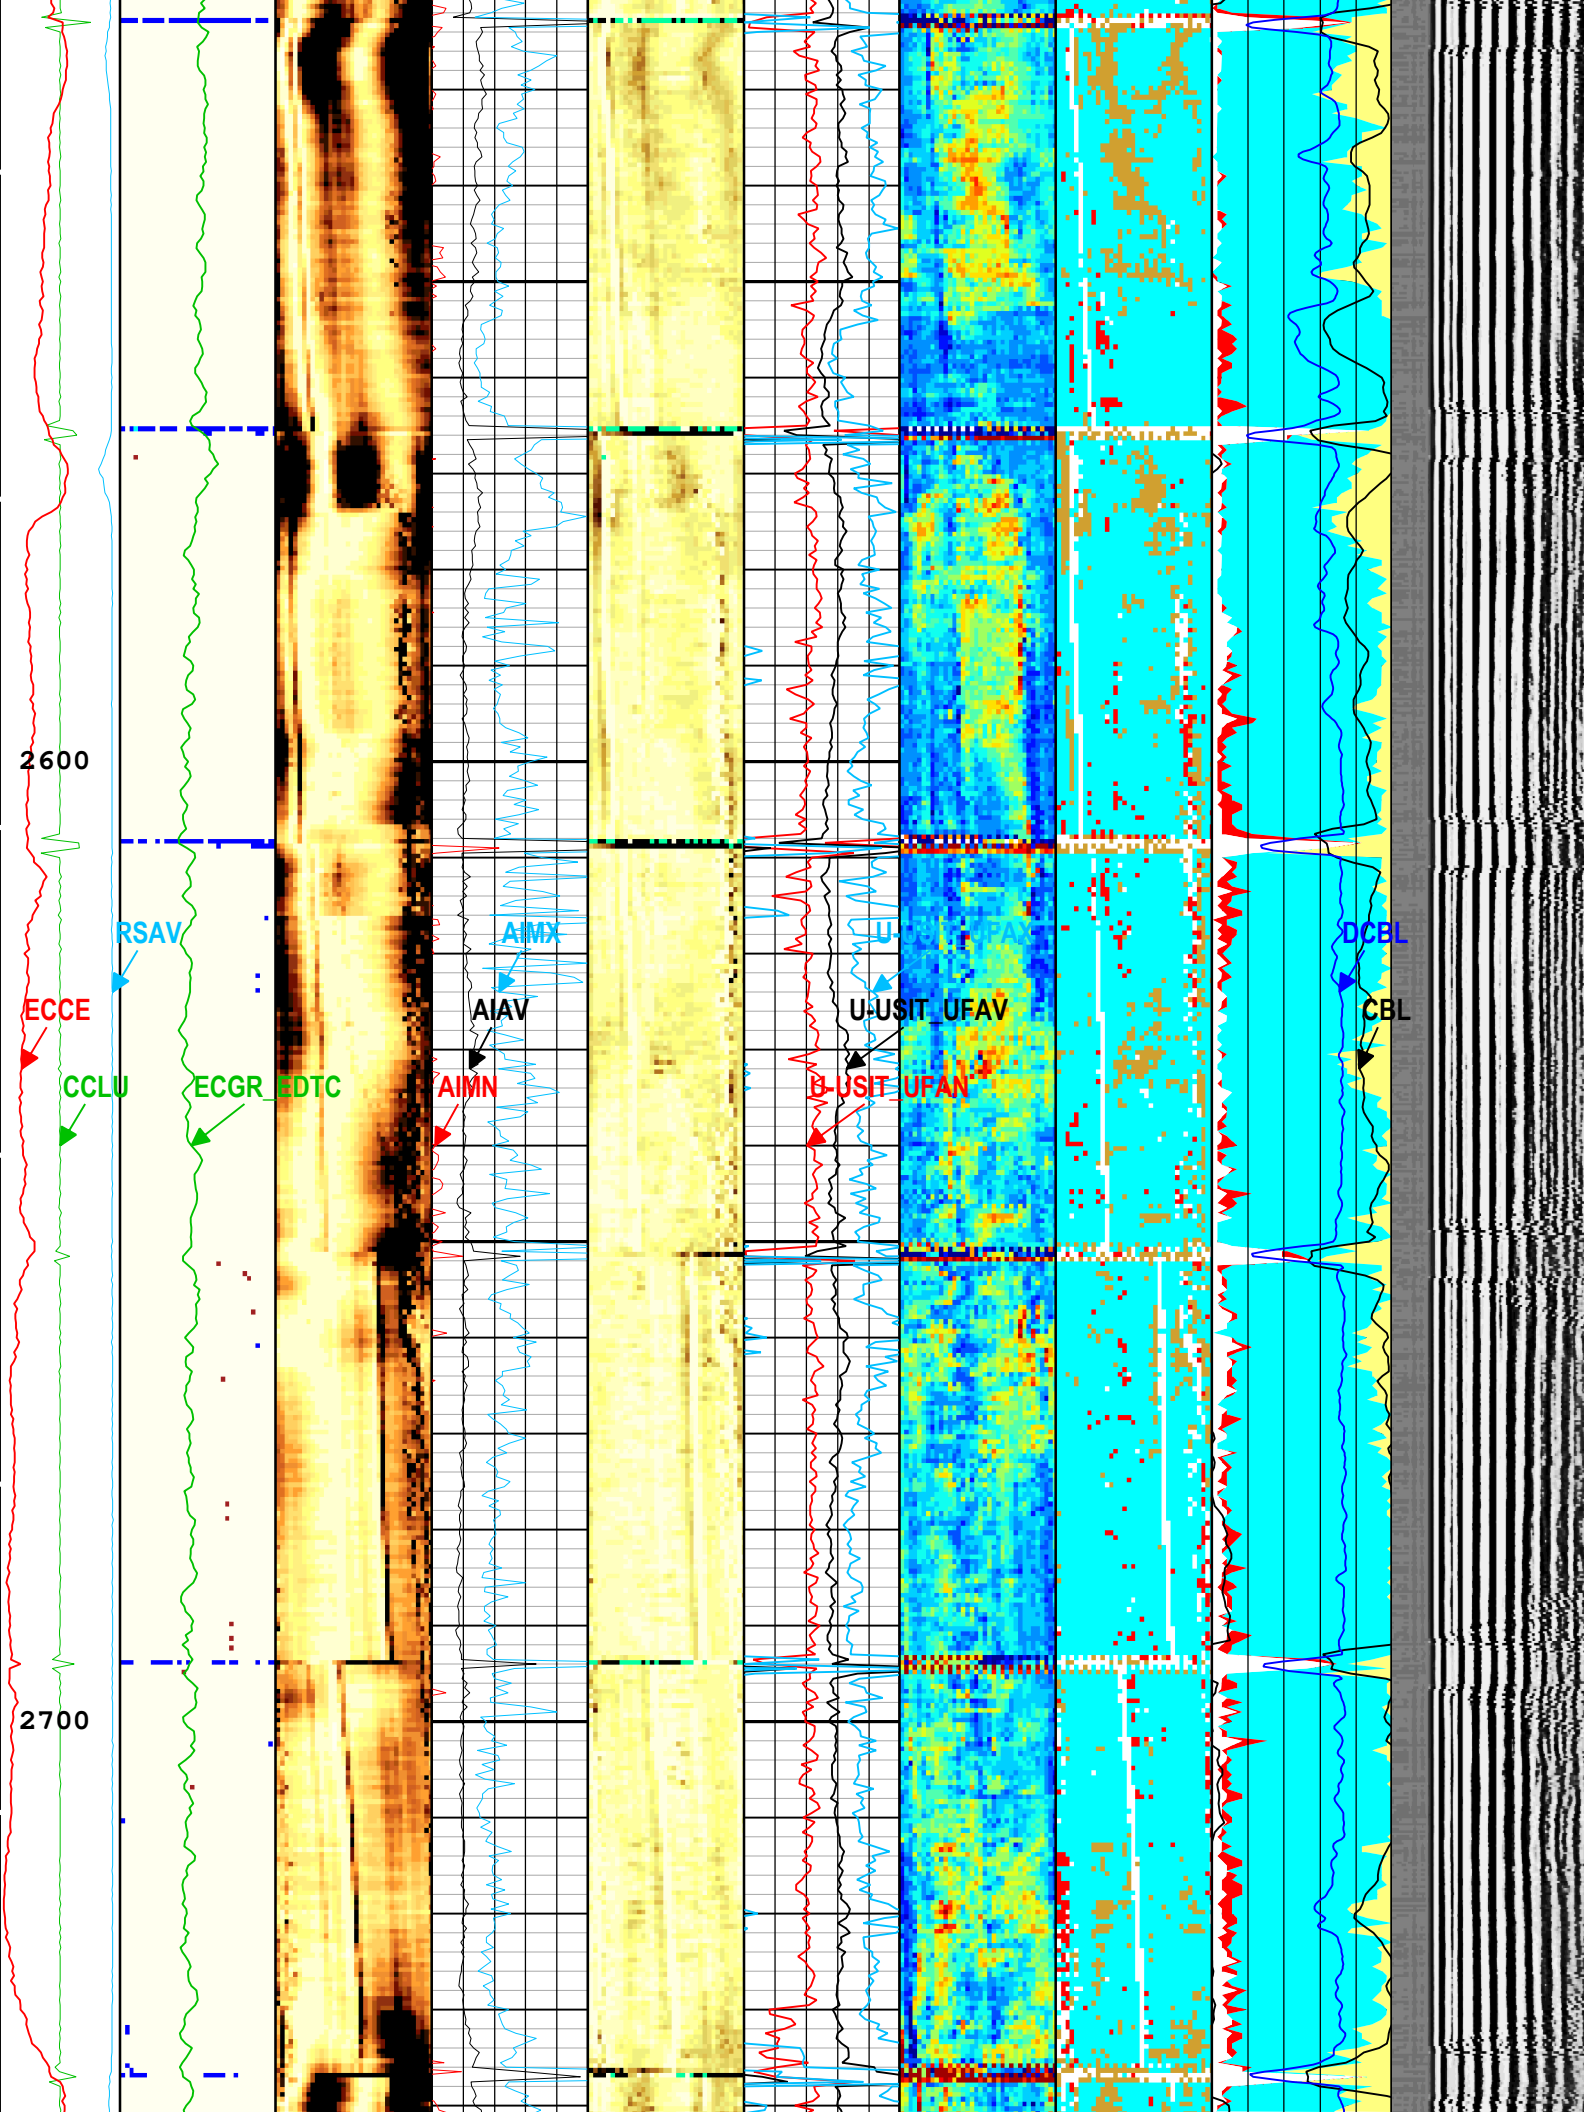 2600
RSAV
AIMX
DCBL
ECCE
AIAV
U-USIT_UFAV
CBL
CCLU
ECGR_EDTC
AIMN
U-USIT_UFAN
2700